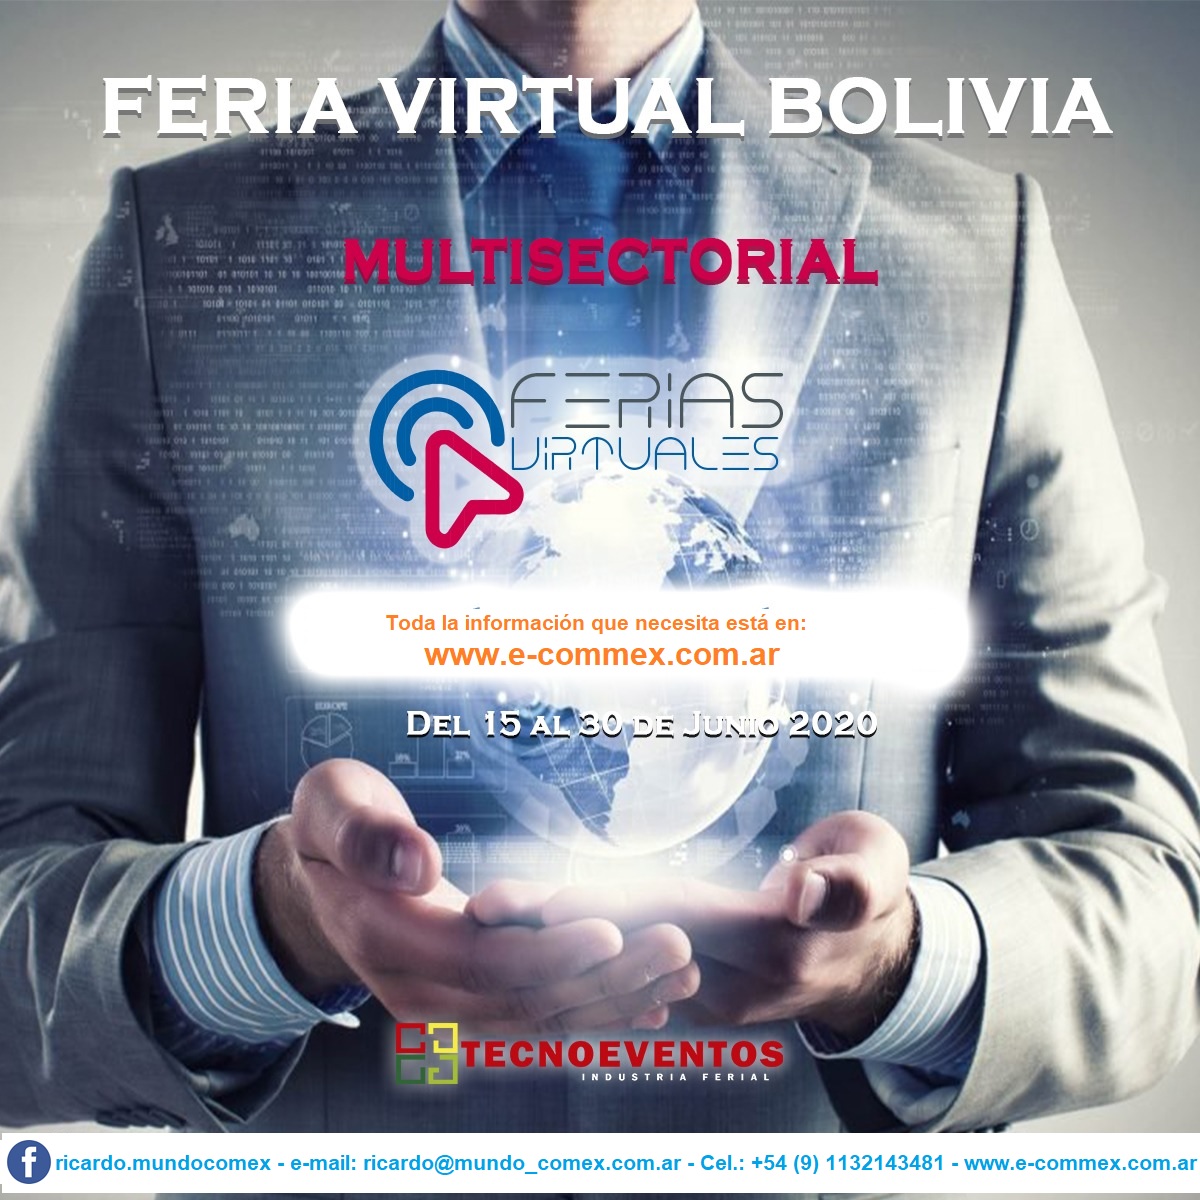 FERIA VIRTUAL BOLIVIA
MULTISECTORIAL
FERIAS
VIRTUALES
Toda la información que necesita está en:
www.e-commex.com.ar
DEL 15 AL 30 DE JUNIO 2020
EUROPE
TECNOEVENTOS
INDUSTRIA FERIAL
f ricardo.mundocomex - e-mail: ricardo@mundo_comex.com.ar - Cel.: +54 (9) 1132143481 - www.e-commex.com.ar